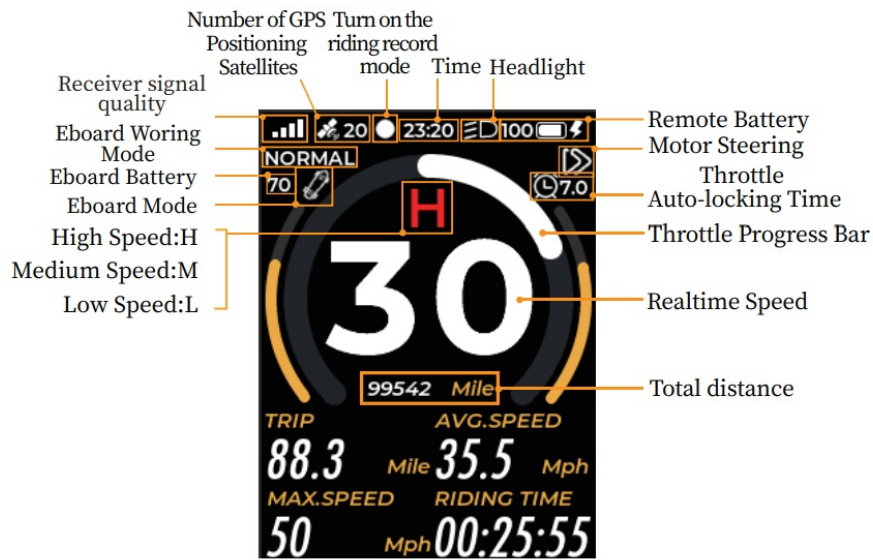 Number of GPS
Positioning
Satellites
Turn on the
riding record
mode
Time
Headlight
Receiver signal
quality
Eboard Woring
Mode
Eboard Battery
Eboard Mode
High Speed:H
Medium Speed:M
Low Speed:L
20
23:20
100
NORMAL
70
7.0
H
30
99542 Mile
TRIP
AVG.SPEED
88.3 Mile
35.5 Mph
MAX.SPEED
RIDING TIME
50 Mph
00:25:55
Remote Battery
Motor Steering
Throttle
Auto-locking Time
Throttle Progress Bar
Realtime Speed
Total distance